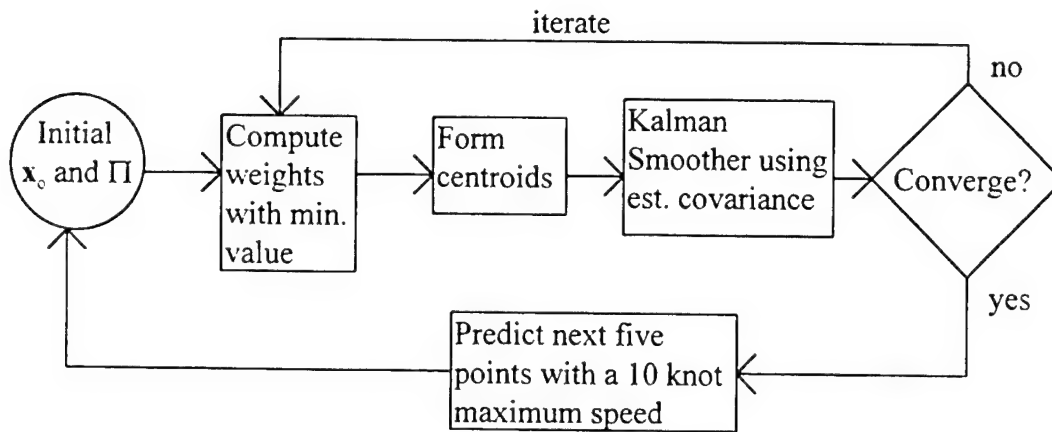 iterate
no
Initial
x₀ and Π
Compute
weights
with min.
value
Form
centroids
Kalman
Smoother using
est. covariance
Converge?
yes
Predict next five
points with a 10 knot
maximum speed